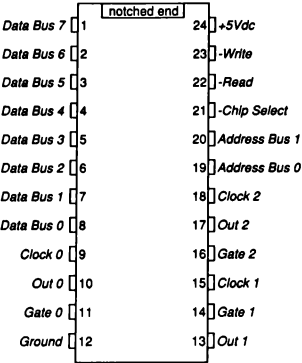 notched end
Data Bus 7 1 24 +5Vdc
Data Bus 6 2 23 -Write
Data Bus 5 3 22 -Read
Data Bus 4 4 21 -Chip Select
Data Bus 3 5 20 Address Bus 1
Data Bus 2 6 19 Address Bus 0
Data Bus 1 7 18 Clock 2
Data Bus 0 8 17 Out 2
Clock 0 9 16 Gate 2
Out 0 10 15 Clock 1
Gate 0 11 14 Gate 1
Ground 12 13 Out 1